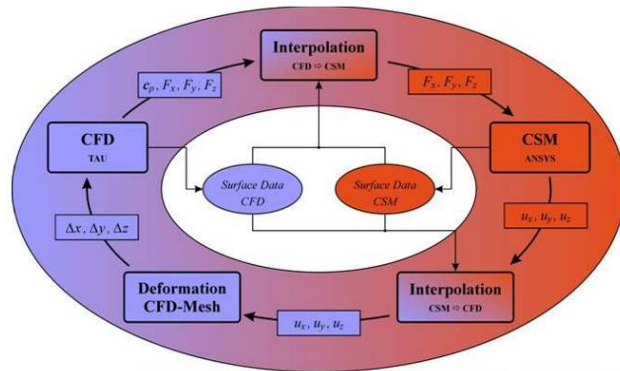 Interpolation
CFD ⇨ CSM
c_p, F_x, F_y, F_z
F_x, F_y, F_z
CFD
TAU
CSM
ANSYS
Surface Data
CFD
Surface Data
CSM
Δx, Δy, Δz
u_x, u_y, u_z
Deformation
CFD-Mesh
Interpolation
CSM ⇨ CFD
u_x, u_y, u_z